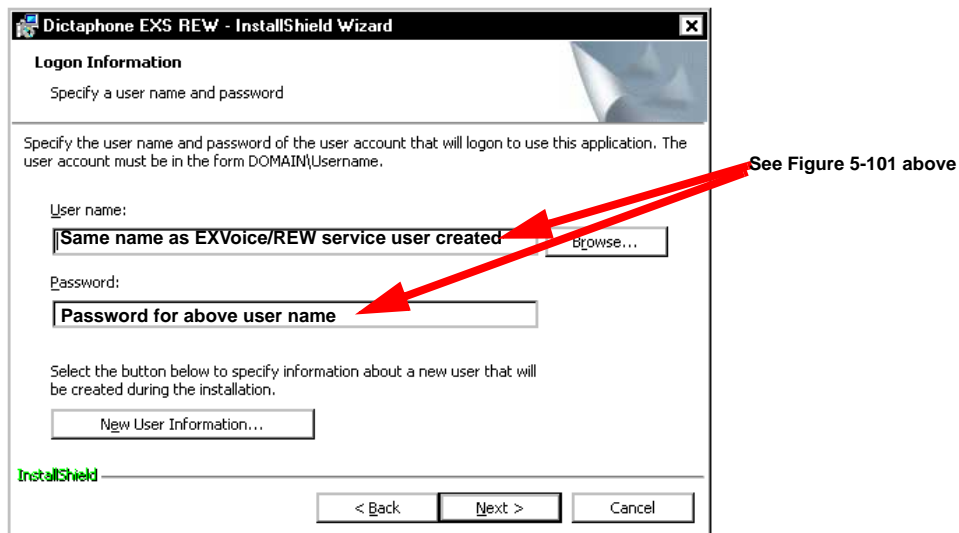 Dictaphone EXS REW - InstallShield Wizard
Logon Information
Specify a user name and password
Specify the user name and password of the user account that will logon to use this application. The
user account must be in the form DOMAIN\Username.
See Figure 5-101 above
User name:
Same name as EXVoice/REW service user created
Browse...
Password:
Password for above user name
Select the button below to specify information about a new user that will
be created during the installation.
New User Information...
InstallShield
< Back
Next >
Cancel